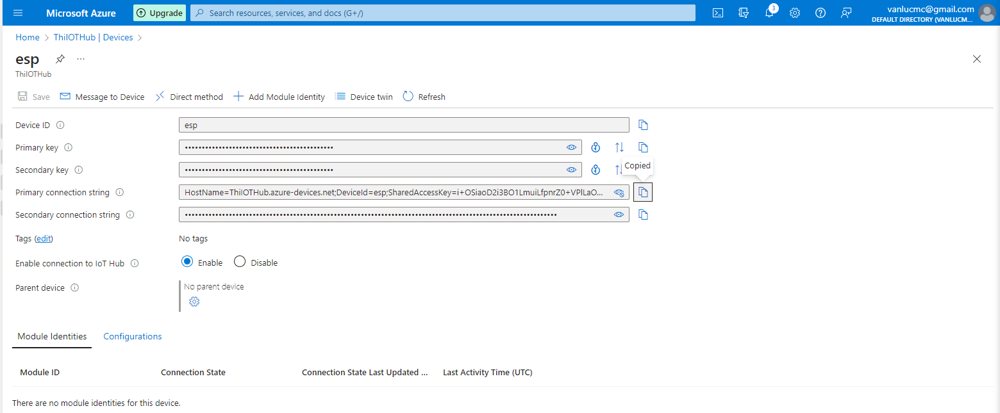 Microsoft Azure
Upgrade
Search resources, services, and docs (G+/)
3
vanlucmc@gmail.com
DEFAULT DIRECTORY (VANLUCM...
Home > ThiIOTHub | Devices >
esp
...
ThiIOTHub
Save
Message to Device
Direct method
Add Module Identity
Device twin
Refresh
Device ID
esp
Primary key
Secondary key
Copied
Primary connection string
HostName=ThiIOTHub.azure-devices.net;DeviceId=esp;SharedAccessKey=i+OSiaoD2i3BO1LmuiLfpnrZ0+VPlLaO...
Secondary connection string
Tags (edit)
No tags
Enable connection to IoT Hub
Enable
Disable
Parent device
No parent device
Module Identities
Configurations
Module ID
Connection State
Connection State Last Updated ...
Last Activity Time (UTC)
There are no module identities for this device.